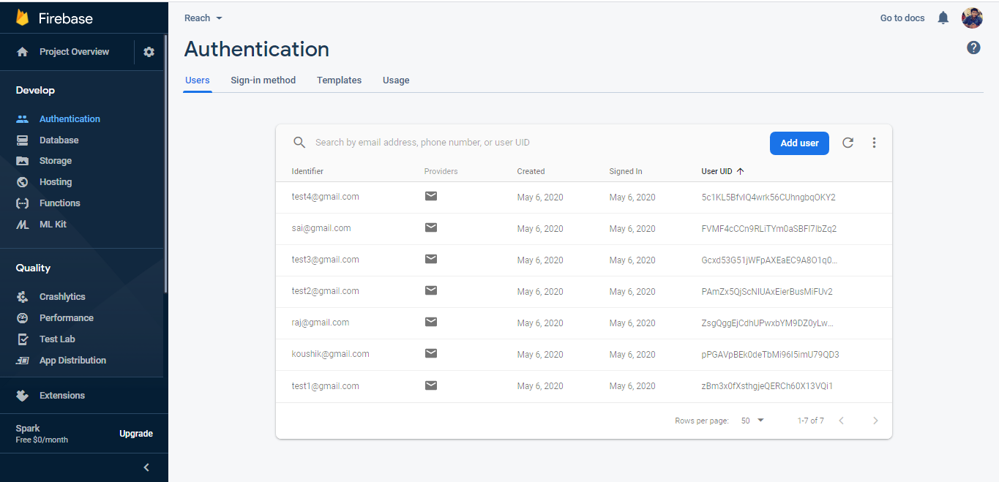 Firebase
Project Overview
Develop
Authentication
Database
Storage
Hosting
Functions
ML Kit
Quality
Crashlytics
Performance
Test Lab
App Distribution
Extensions
Spark
Free $0/month
Upgrade
Reach
Go to docs
Authentication
Users Sign-in method Templates Usage
Search by email address, phone number, or user UID
Add user
Identifier Providers Created Signed In User UID
test4@gmail.com May 6, 2020 May 6, 2020 5c1KL5BfvIQ4wrk56CUhngbqOKY2
sai@gmail.com May 6, 2020 May 6, 2020 FVMF4cCCn9RLiTYm0aSBFI7lbZq2
test3@gmail.com May 6, 2020 May 6, 2020 Gcxd53G51jWFpAXEaEC9A8O1q0...
test2@gmail.com May 6, 2020 May 6, 2020 PAmZx5QjScNIUAxEierBusMiFUv2
raj@gmail.com May 6, 2020 May 6, 2020 ZsgQggEjCdhUPwxbYM9DZ0yLw...
koushik@gmail.com May 6, 2020 May 6, 2020 pPGAVpBEk0deTbMi96I5imU79QD3
test1@gmail.com May 6, 2020 May 6, 2020 zBm3x0fXsthgjeQERCh60X13VQi1
Rows per page: 50 1-7 of 7